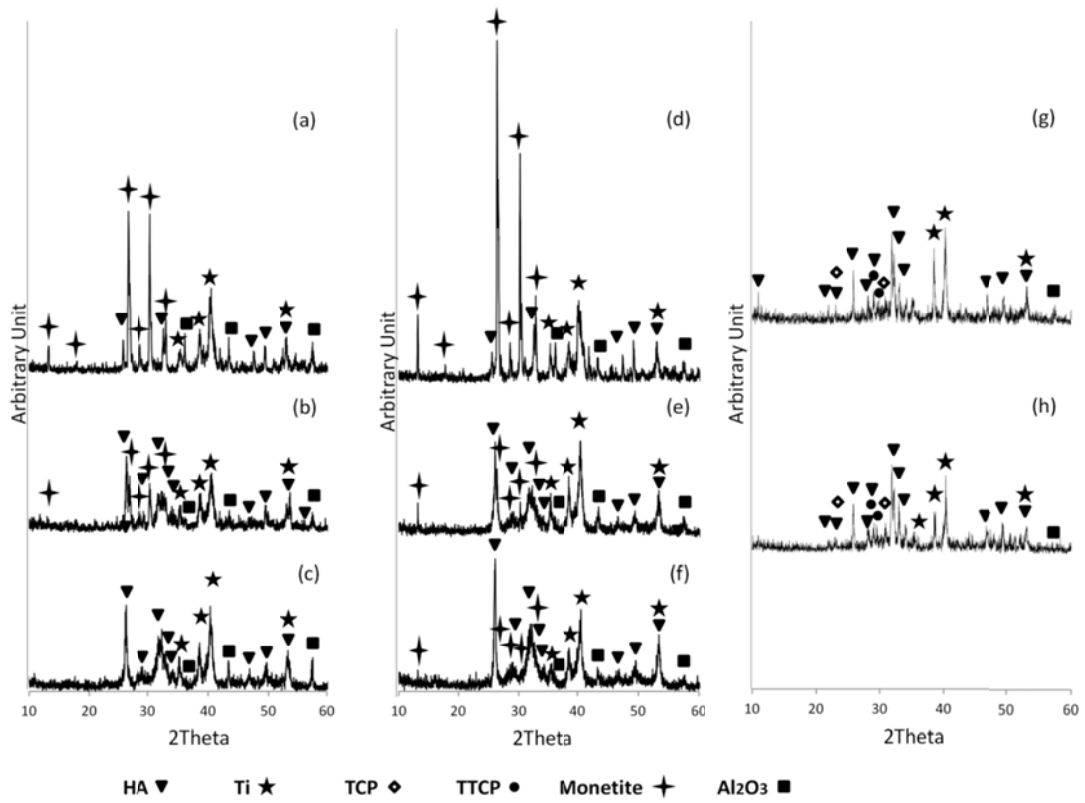 (a)
(b)
(c)
Arbitrary Unit
10 20 30 40 50 60
2Theta
(d)
(e)
(f)
Arbitrary Unit
10 20 30 40 50 60
2Theta
(g)
(h)
Arbitrary Unit
10 20 30 40 50 60
2Theta
HA Ti TCP TTCP Monetite Al2O3